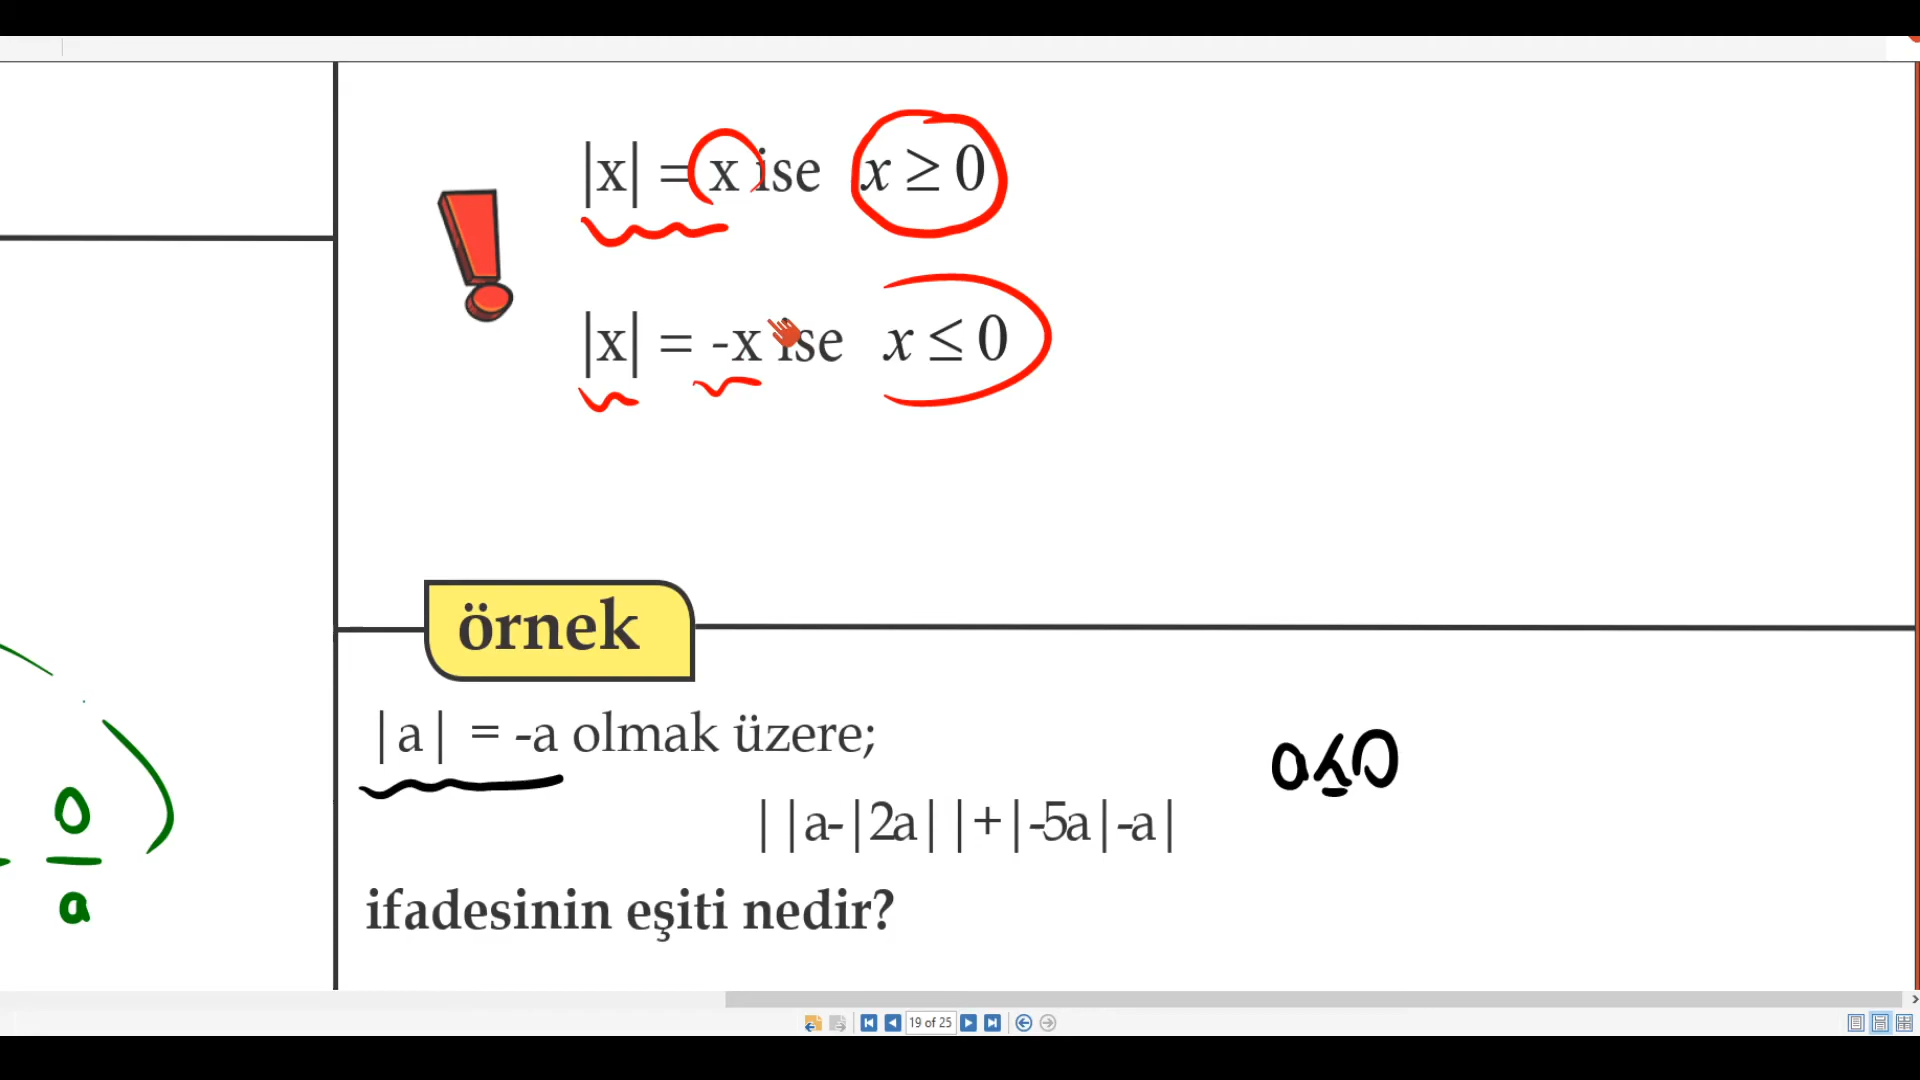 |x| = x ise x ≥ 0
|x| = -x ise x ≤ 0
örnek
|a| = -a olmak üzere;
a≤0
||a-|2a||+|-5a|-a|
ifadesinin eşiti nedir?
0
a
19 of 25